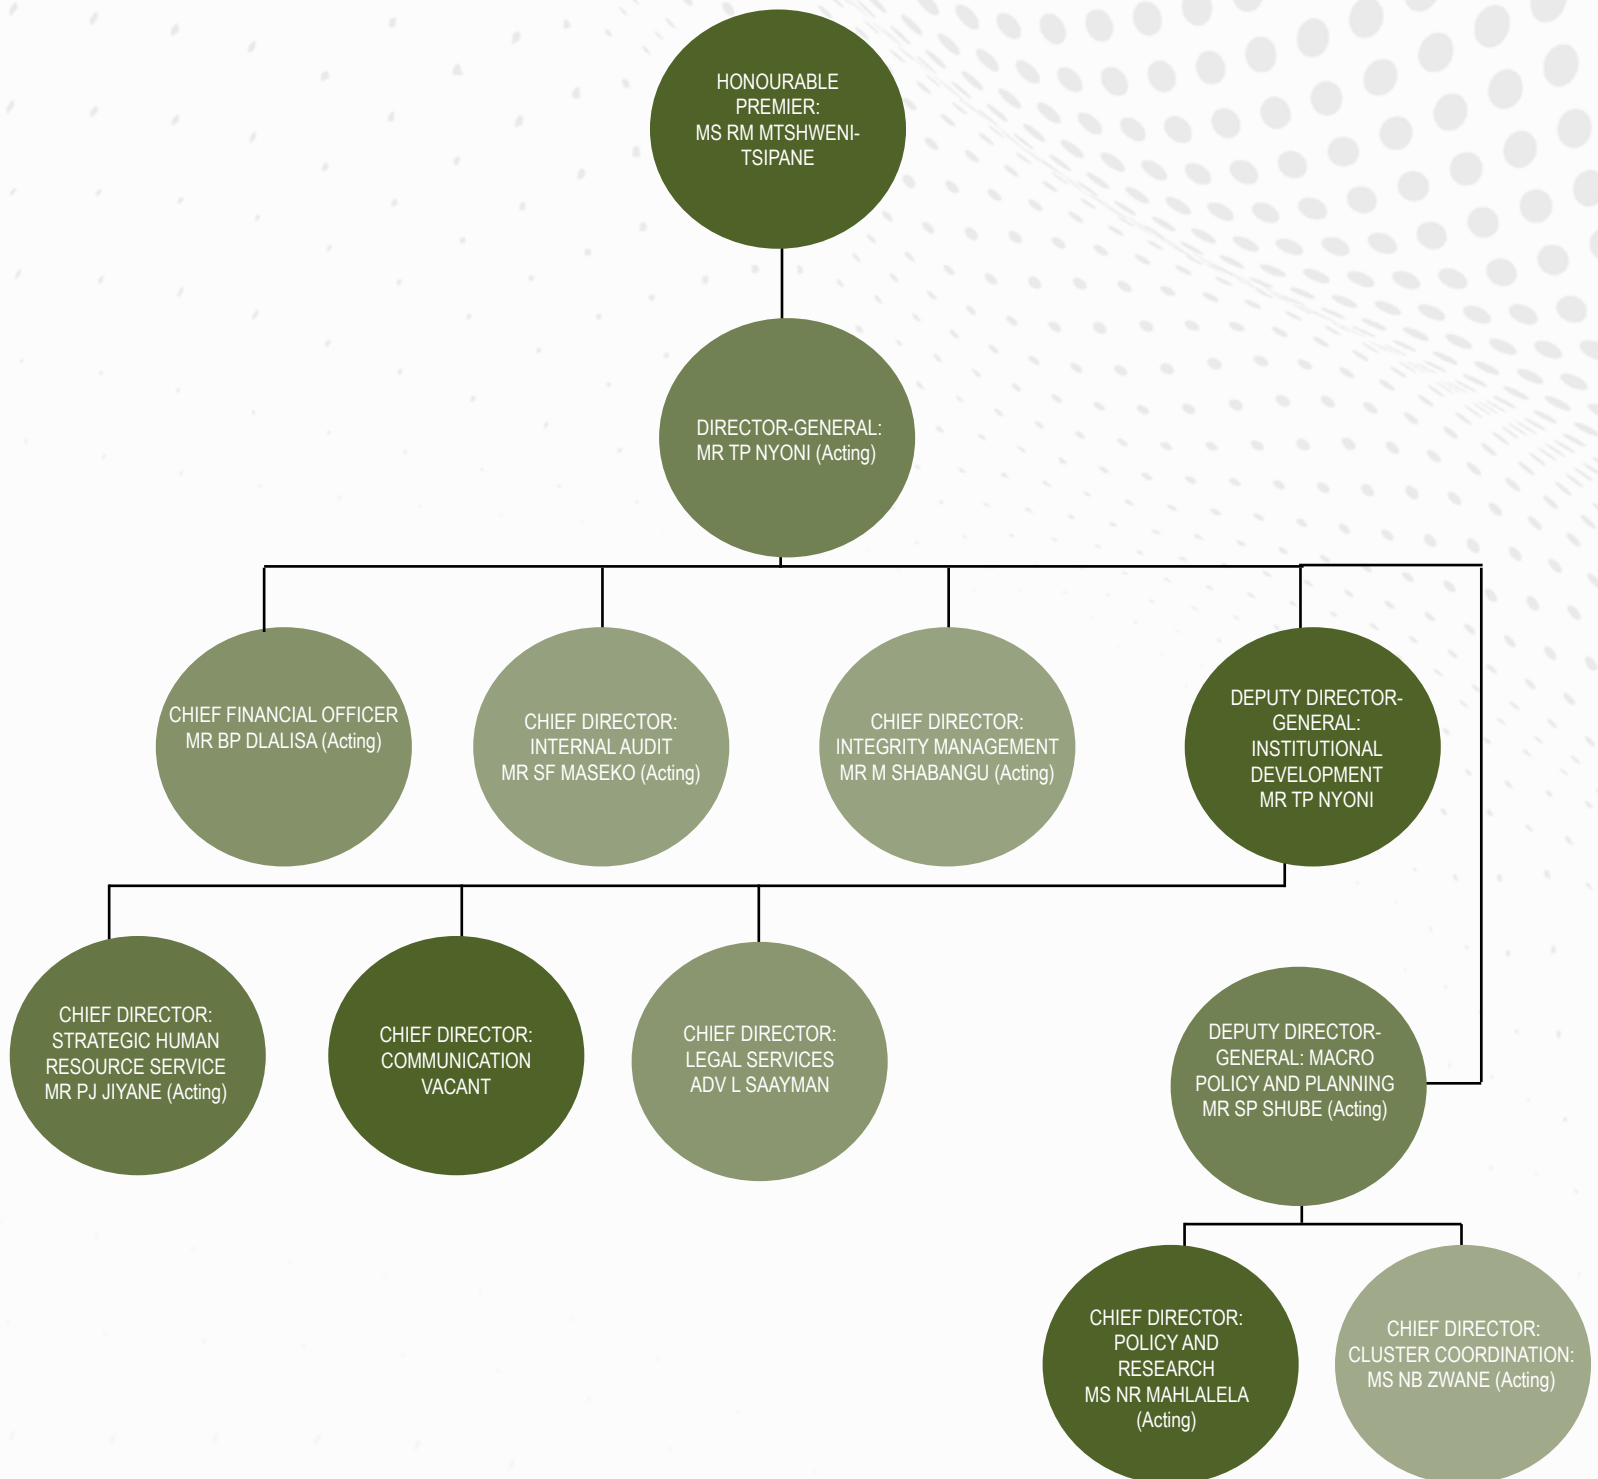 HONOURABLE
PREMIER:
MS RM MTSHWENI-
TSIPANE
DIRECTOR-GENERAL:
MR TP NYONI (Acting)
CHIEF FINANCIAL OFFICER
MR BP DLALISA (Acting)
CHIEF DIRECTOR:
INTERNAL AUDIT
MR SF MASEKO (Acting)
CHIEF DIRECTOR:
INTEGRITY MANAGEMENT
MR M SHABANGU (Acting)
DEPUTY DIRECTOR-
GENERAL:
INSTITUTIONAL
DEVELOPMENT
MR TP NYONI
CHIEF DIRECTOR:
STRATEGIC HUMAN
RESOURCE SERVICE
MR PJ JIYANE (Acting)
CHIEF DIRECTOR:
COMMUNICATION
VACANT
CHIEF DIRECTOR:
LEGAL SERVICES
ADV L SAAYMAN
DEPUTY DIRECTOR-
GENERAL: MACRO
POLICY AND PLANNING
MR SP SHUBE (Acting)
CHIEF DIRECTOR:
POLICY AND
RESEARCH
MS NR MAHLALELA
(Acting)
CHIEF DIRECTOR:
CLUSTER COORDINATION:
MS NB ZWANE (Acting)